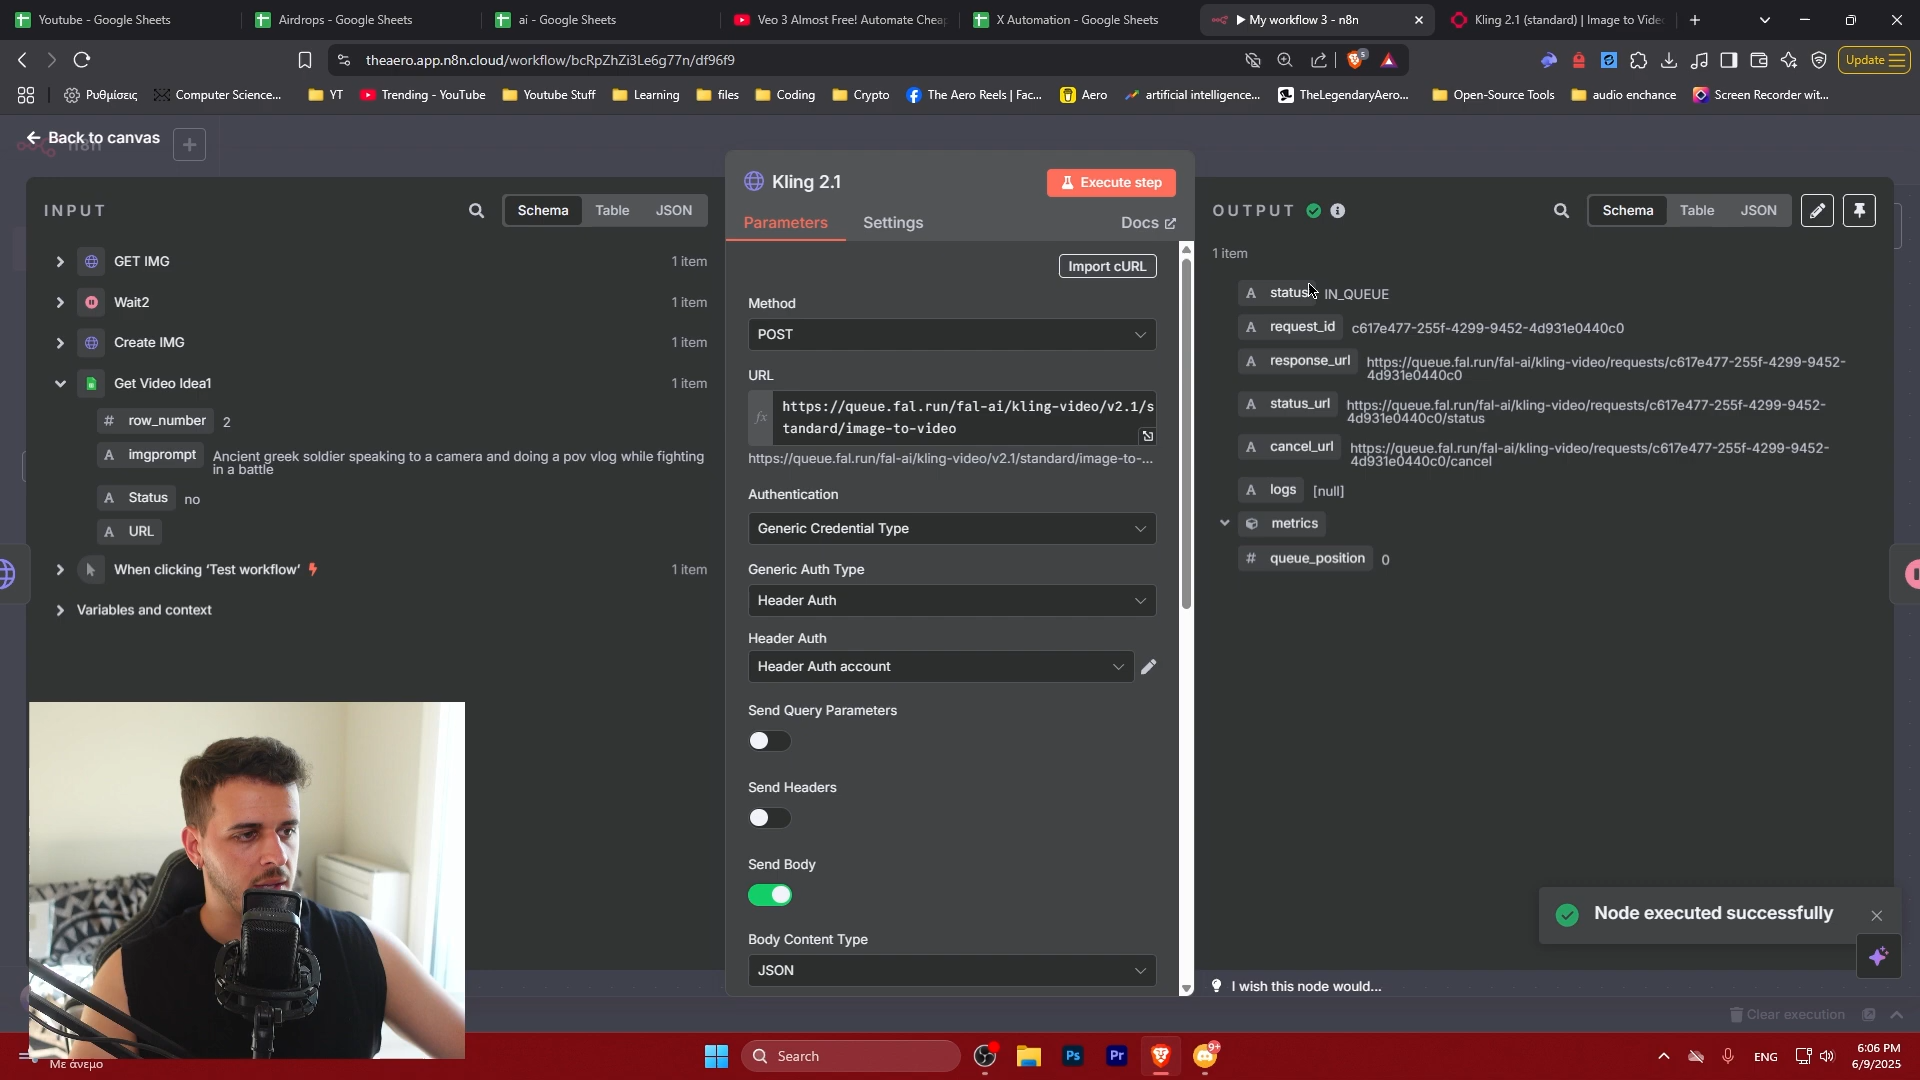 Youtube - Google Sheets
Airdrops - Google Sheets
ai - Google Sheets
Veo 3 Almost Free! Automate Cheap
X Automation - Google Sheets
▶ My workflow 3 - n8n
Kling 2.1 (standard) | Image to Vide
theaero.app.n8n.cloud/workflow/bcRpZhZi3Le6g77n/df96f9
5
Update
Ρυθμίσεις
Computer Science...
YT
Trending - YouTube
Youtube Stuff
Learning
files
Coding
Crypto
The Aero Reels | Fac...
Aero
artificial intelligence...
TheLegendaryAero...
Open-Source Tools
audio enchance
Screen Recorder wit...
Back to canvas
n8n
INPUT
Schema
Table
JSON
GET IMG
1 item
Wait2
1 item
Create IMG
1 item
Get Video Idea1
1 item
# row_number 2
A imgprompt Ancient greek soldier speaking to a camera and doing a pov vlog while fighting
in a battle
A Status no
A URL
When clicking ‘Test workflow’
1 item
Variables and context
Kling 2.1
Execute step
Parameters
Settings
Docs
Import cURL
Method
POST
URL
fx
https://queue.fal.run/fal-ai/kling-video/v2.1/s
tandard/image-to-video
https://queue.fal.run/fal-ai/kling-video/v2.1/standard/image-to-...
Authentication
Generic Credential Type
Generic Auth Type
Header Auth
Header Auth
Header Auth account
Send Query Parameters
Send Headers
Send Body
Body Content Type
JSON
OUTPUT
Schema
Table
JSON
1 item
A status IN_QUEUE
A request_id c617e477-255f-4299-9452-4d931e0440c0
A response_url https://queue.fal.run/fal-ai/kling-video/requests/c617e477-255f-4299-9452-
4d931e0440c0
A status_url https://queue.fal.run/fal-ai/kling-video/requests/c617e477-255f-4299-9452-
4d931e0440c0/status
A cancel_url https://queue.fal.run/fal-ai/kling-video/requests/c617e477-255f-4299-9452-
4d931e0440c0/cancel
A logs [null]
metrics
# queue_position 0
Node executed successfully
I wish this node would...
Clear execution
Με άνεμο
Search
Ps
Pr
9+
ENG
6:06 PM
6/9/2025